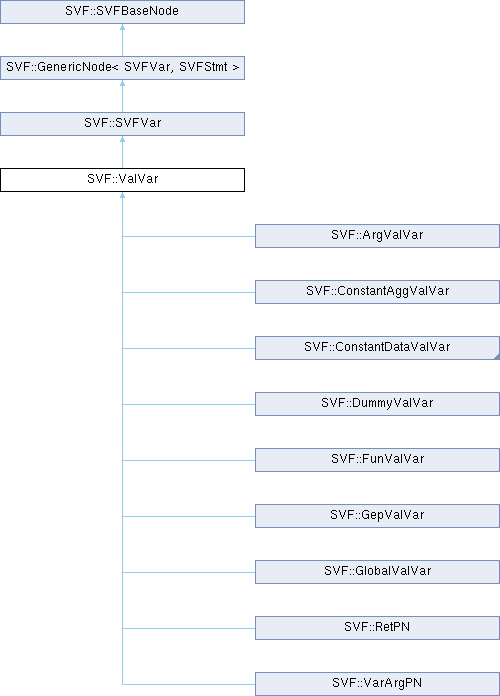 SVF::SVFBaseNode
SVF::GenericNode< SVFVar, SVFStmt >
SVF::SVFVar
SVF::ValVar
SVF::ArgValVar
SVF::ConstantAggValVar
SVF::ConstantDataValVar
SVF::DummyValVar
SVF::FunValVar
SVF::GepValVar
SVF::GlobalValVar
SVF::RetPN
SVF::VarArgPN